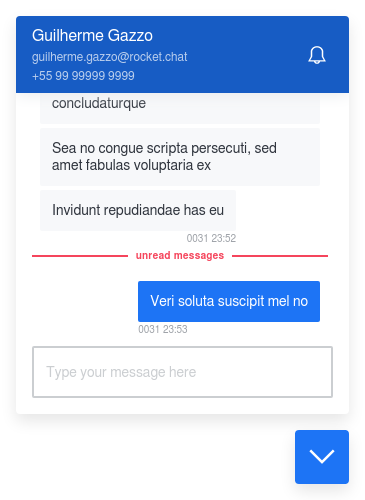 Guilherme Gazzo
guilherme.gazzo@rocket.chat
+55 99 99999 9999
concludaturque
Sea no congue scripta persecuti, sed
amet fabulas voluptaria ex
Invidunt repudiandae has eu
0031 23:52
unread messages
Veri soluta suscipit mel no
0031 23:53
Type your message here